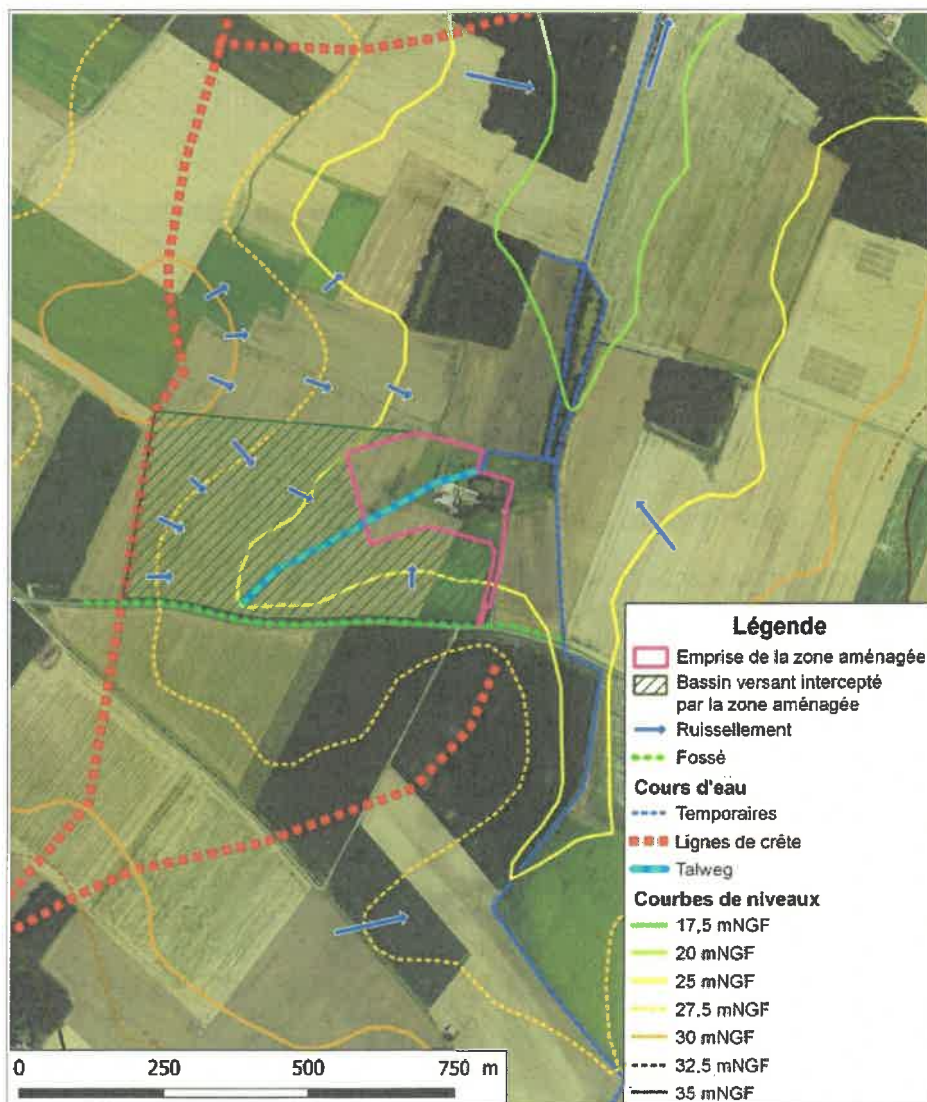 Légende
Emprise de la zone aménagée
Bassin versant intercepté
par la zone aménagée
Ruissellement
Fossé
Cours d'eau
Temporaires
Lignes de crête
Talweg
Courbes de niveaux
17,5 mNGF
20 mNGF
25 mNGF
27,5 mNGF
30 mNGF
32,5 mNGF
35 mNGF
0 250 500 750 m